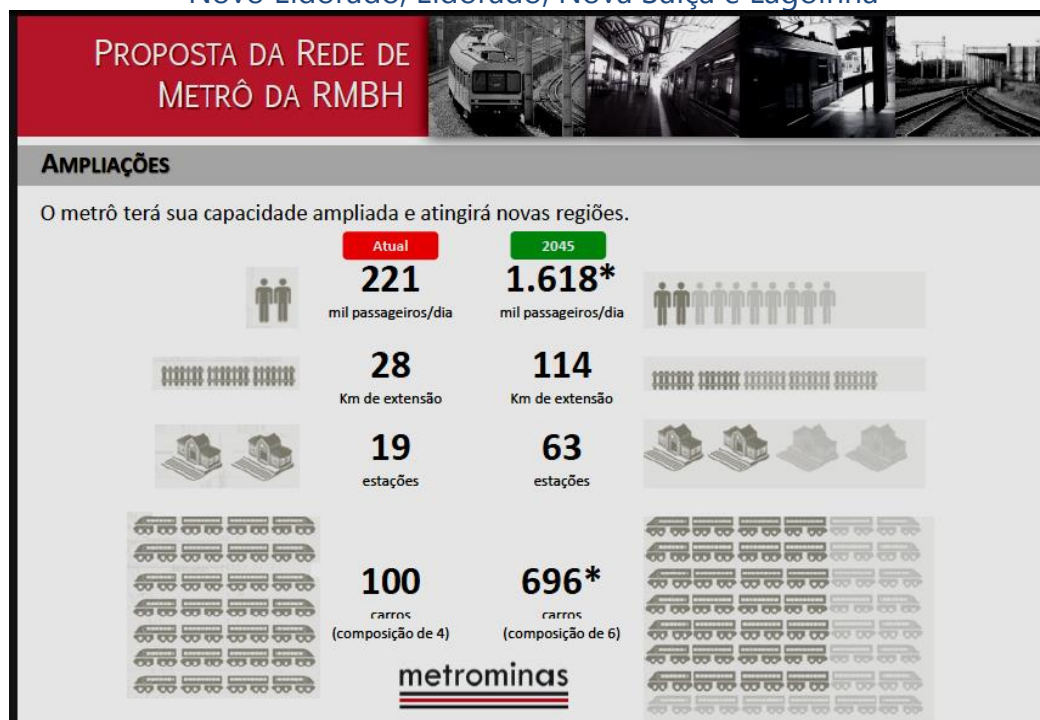 Novo Eldorado, Eldorado, Nova Suíça e Lagoinha
PROPOSTA DA REDE DE
METRÔ DA RMBH
AMPLIAÇÕES
O metrô terá sua capacidade ampliada e atingirá novas regiões.
Atual 2045
221 1.618*
mil passageiros/dia mil passageiros/dia
28 114
Km de extensão Km de extensão
19 63
estações estações
100 696*
carros carros
(composição de 4) (composição de 6)
metrominas